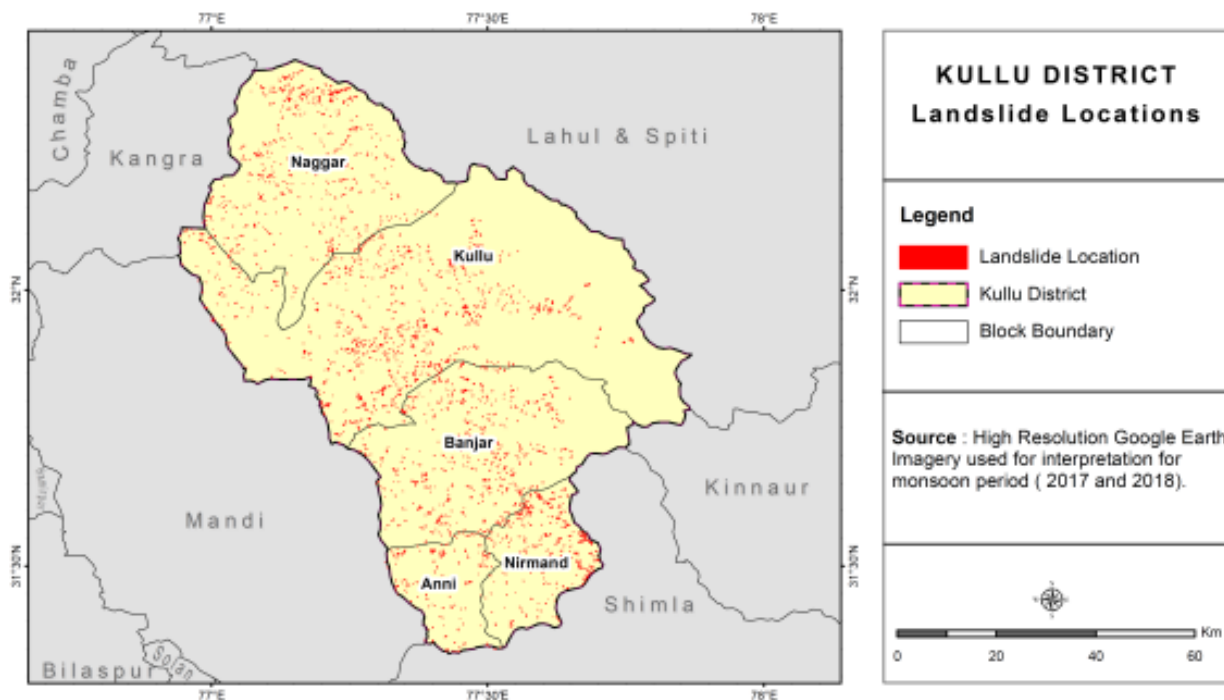 77°E
77°30'E
78°E
KULLU DISTRICT
Landslide Locations
Chamba
Kangra
Lahul & Spiti
Naggar
Legend
Landslide Location
Kullu District
Block Boundary
Kullu
32°N
32°N
Banjar
Source : High Resolution Google Earth
Imagery used for interpretation for
monsoon period ( 2017 and 2018).
Kinnaur
Mandi
Nirmand
Anni
31°30'N
31°30'N
Shimla
Bilaspur
Solan
Km
0
20
40
60
77°E
77°30'E
78°E